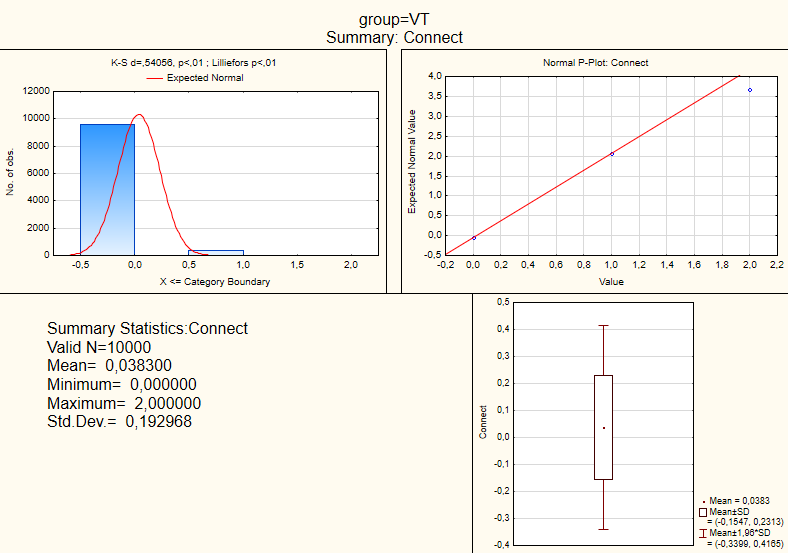 group=VT
Summary: Connect
K-S d=,54056, p<,01 ; Lilliefors p<,01
Expected Normal
12000
10000
8000
6000
4000
2000
0
No. of obs.
-0,5 0,0 0,5 1,0 1,5 2,0
X <= Category Boundary
Normal P-Plot: Connect
4,0
3,5
3,0
2,5
2,0
1,5
1,0
0,5
0,0
-0,5
Expected Normal Value
-0,2 0,0 0,2 0,4 0,6 0,8 1,0 1,2 1,4 1,6 1,8 2,0 2,2
Value
Summary Statistics:Connect
Valid N=10000
Mean= 0,038300
Minimum= 0,000000
Maximum= 2,000000
Std.Dev.= 0,192968
0,5
0,4
0,3
0,2
0,1
0,0
-0,1
-0,2
-0,3
-0,4
Connect
Mean = 0,0383
Mean±SD
= (-0,1547, 0,2313)
Mean±1,96*SD
= (-0,3399, 0,4165)